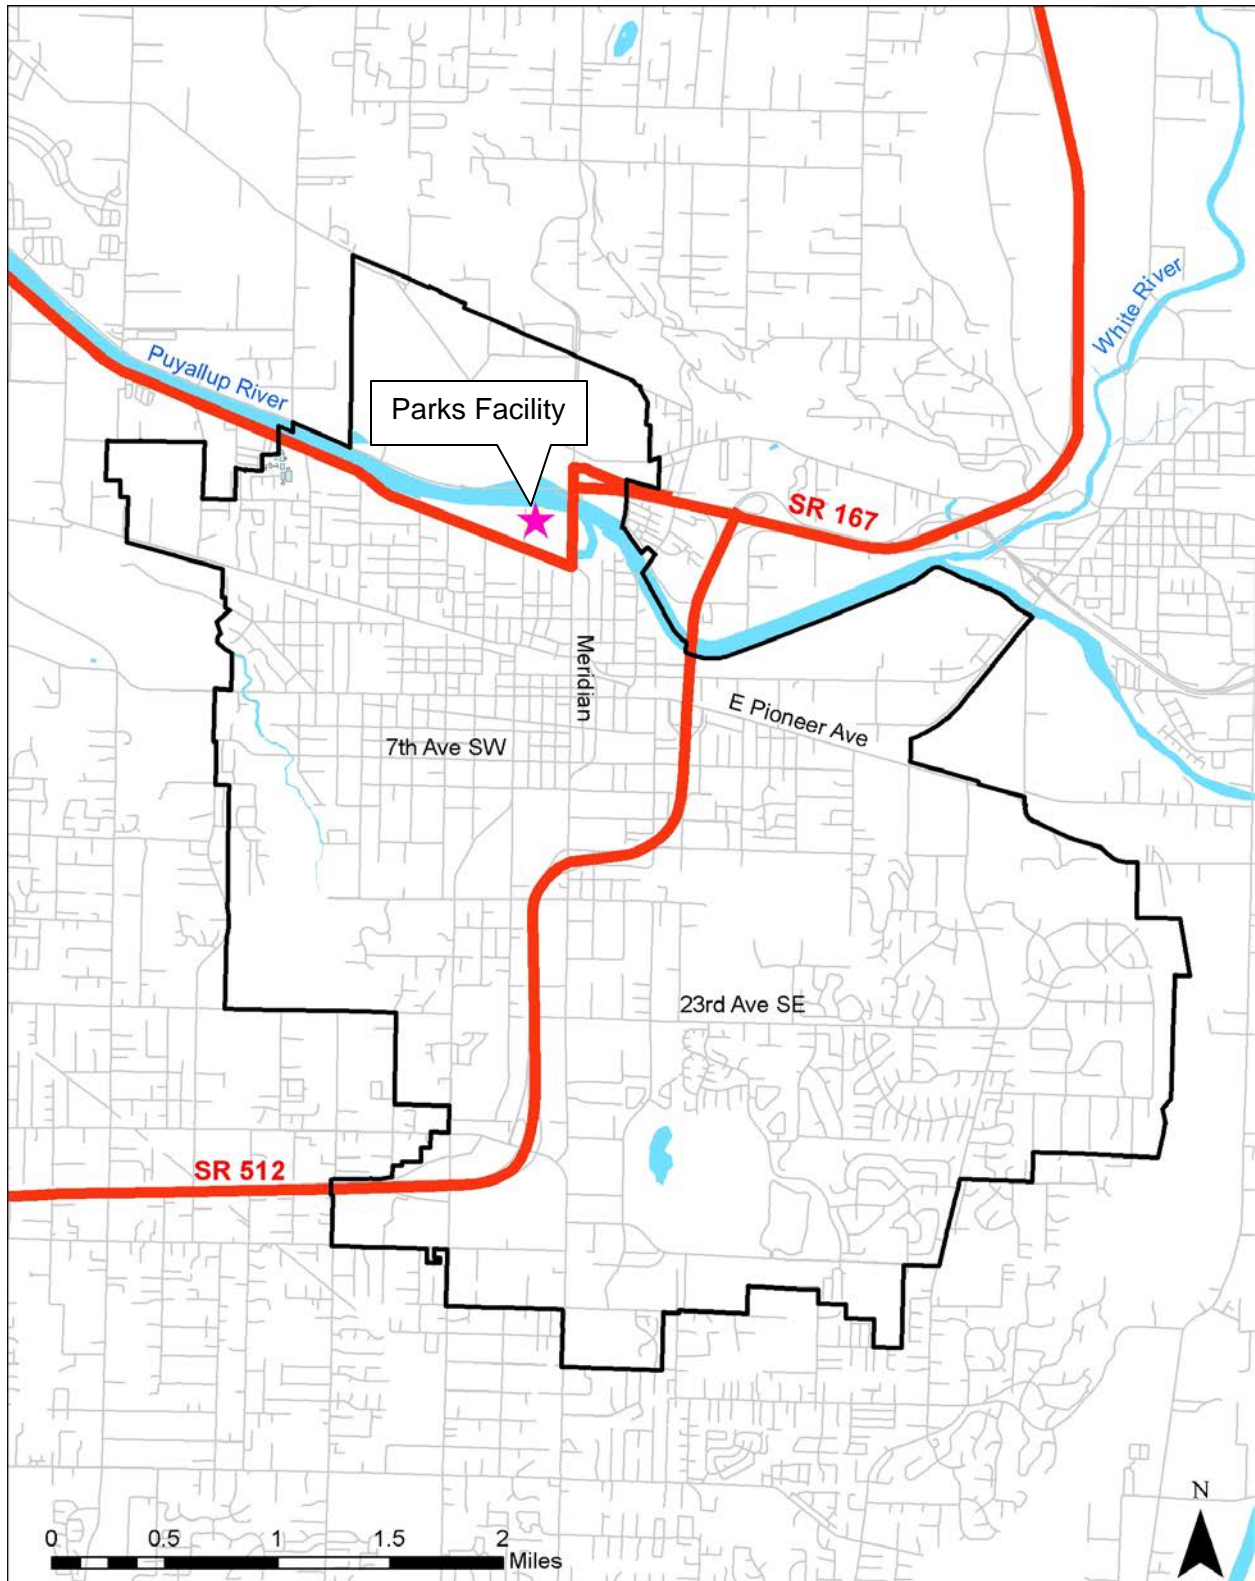 White River
Puyallup River
Parks Facility
SR 167
Meridian
E Pioneer Ave
7th Ave SW
23rd Ave SE
SR 512
N
0 0.5 1 1.5 2
Miles